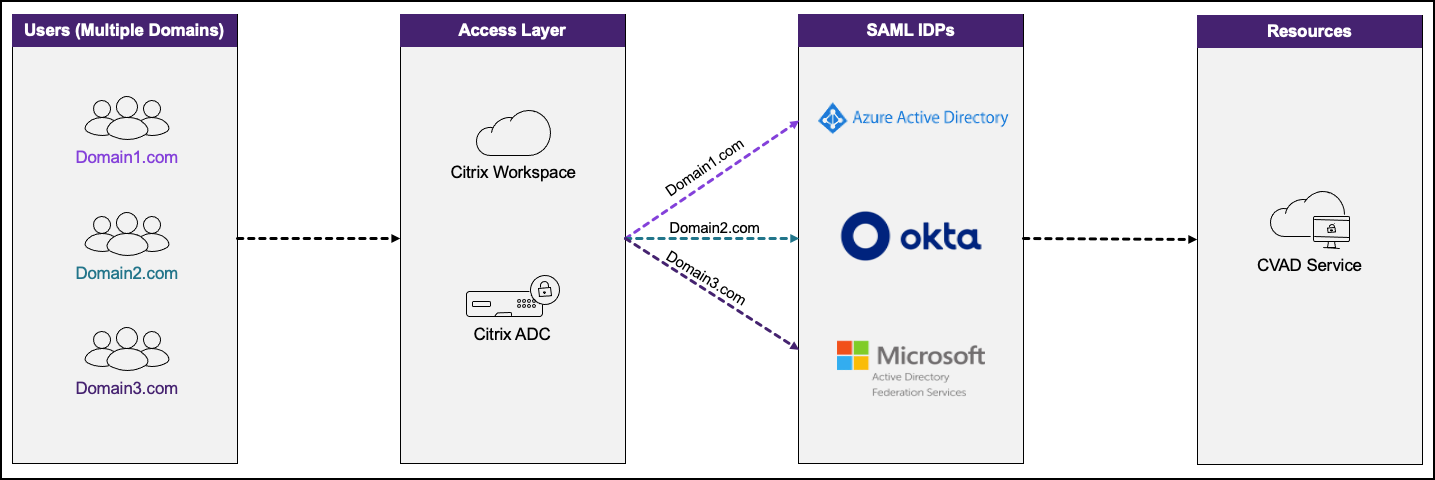 Users (Multiple Domains)
Domain1.com
Domain2.com
Domain3.com
Access Layer
Citrix Workspace
Citrix ADC
Domain1.com
Domain2.com
Domain3.com
SAML IDPs
Azure Active Directory
okta
Microsoft
Active Directory
Federation Services
Resources
CVAD Service